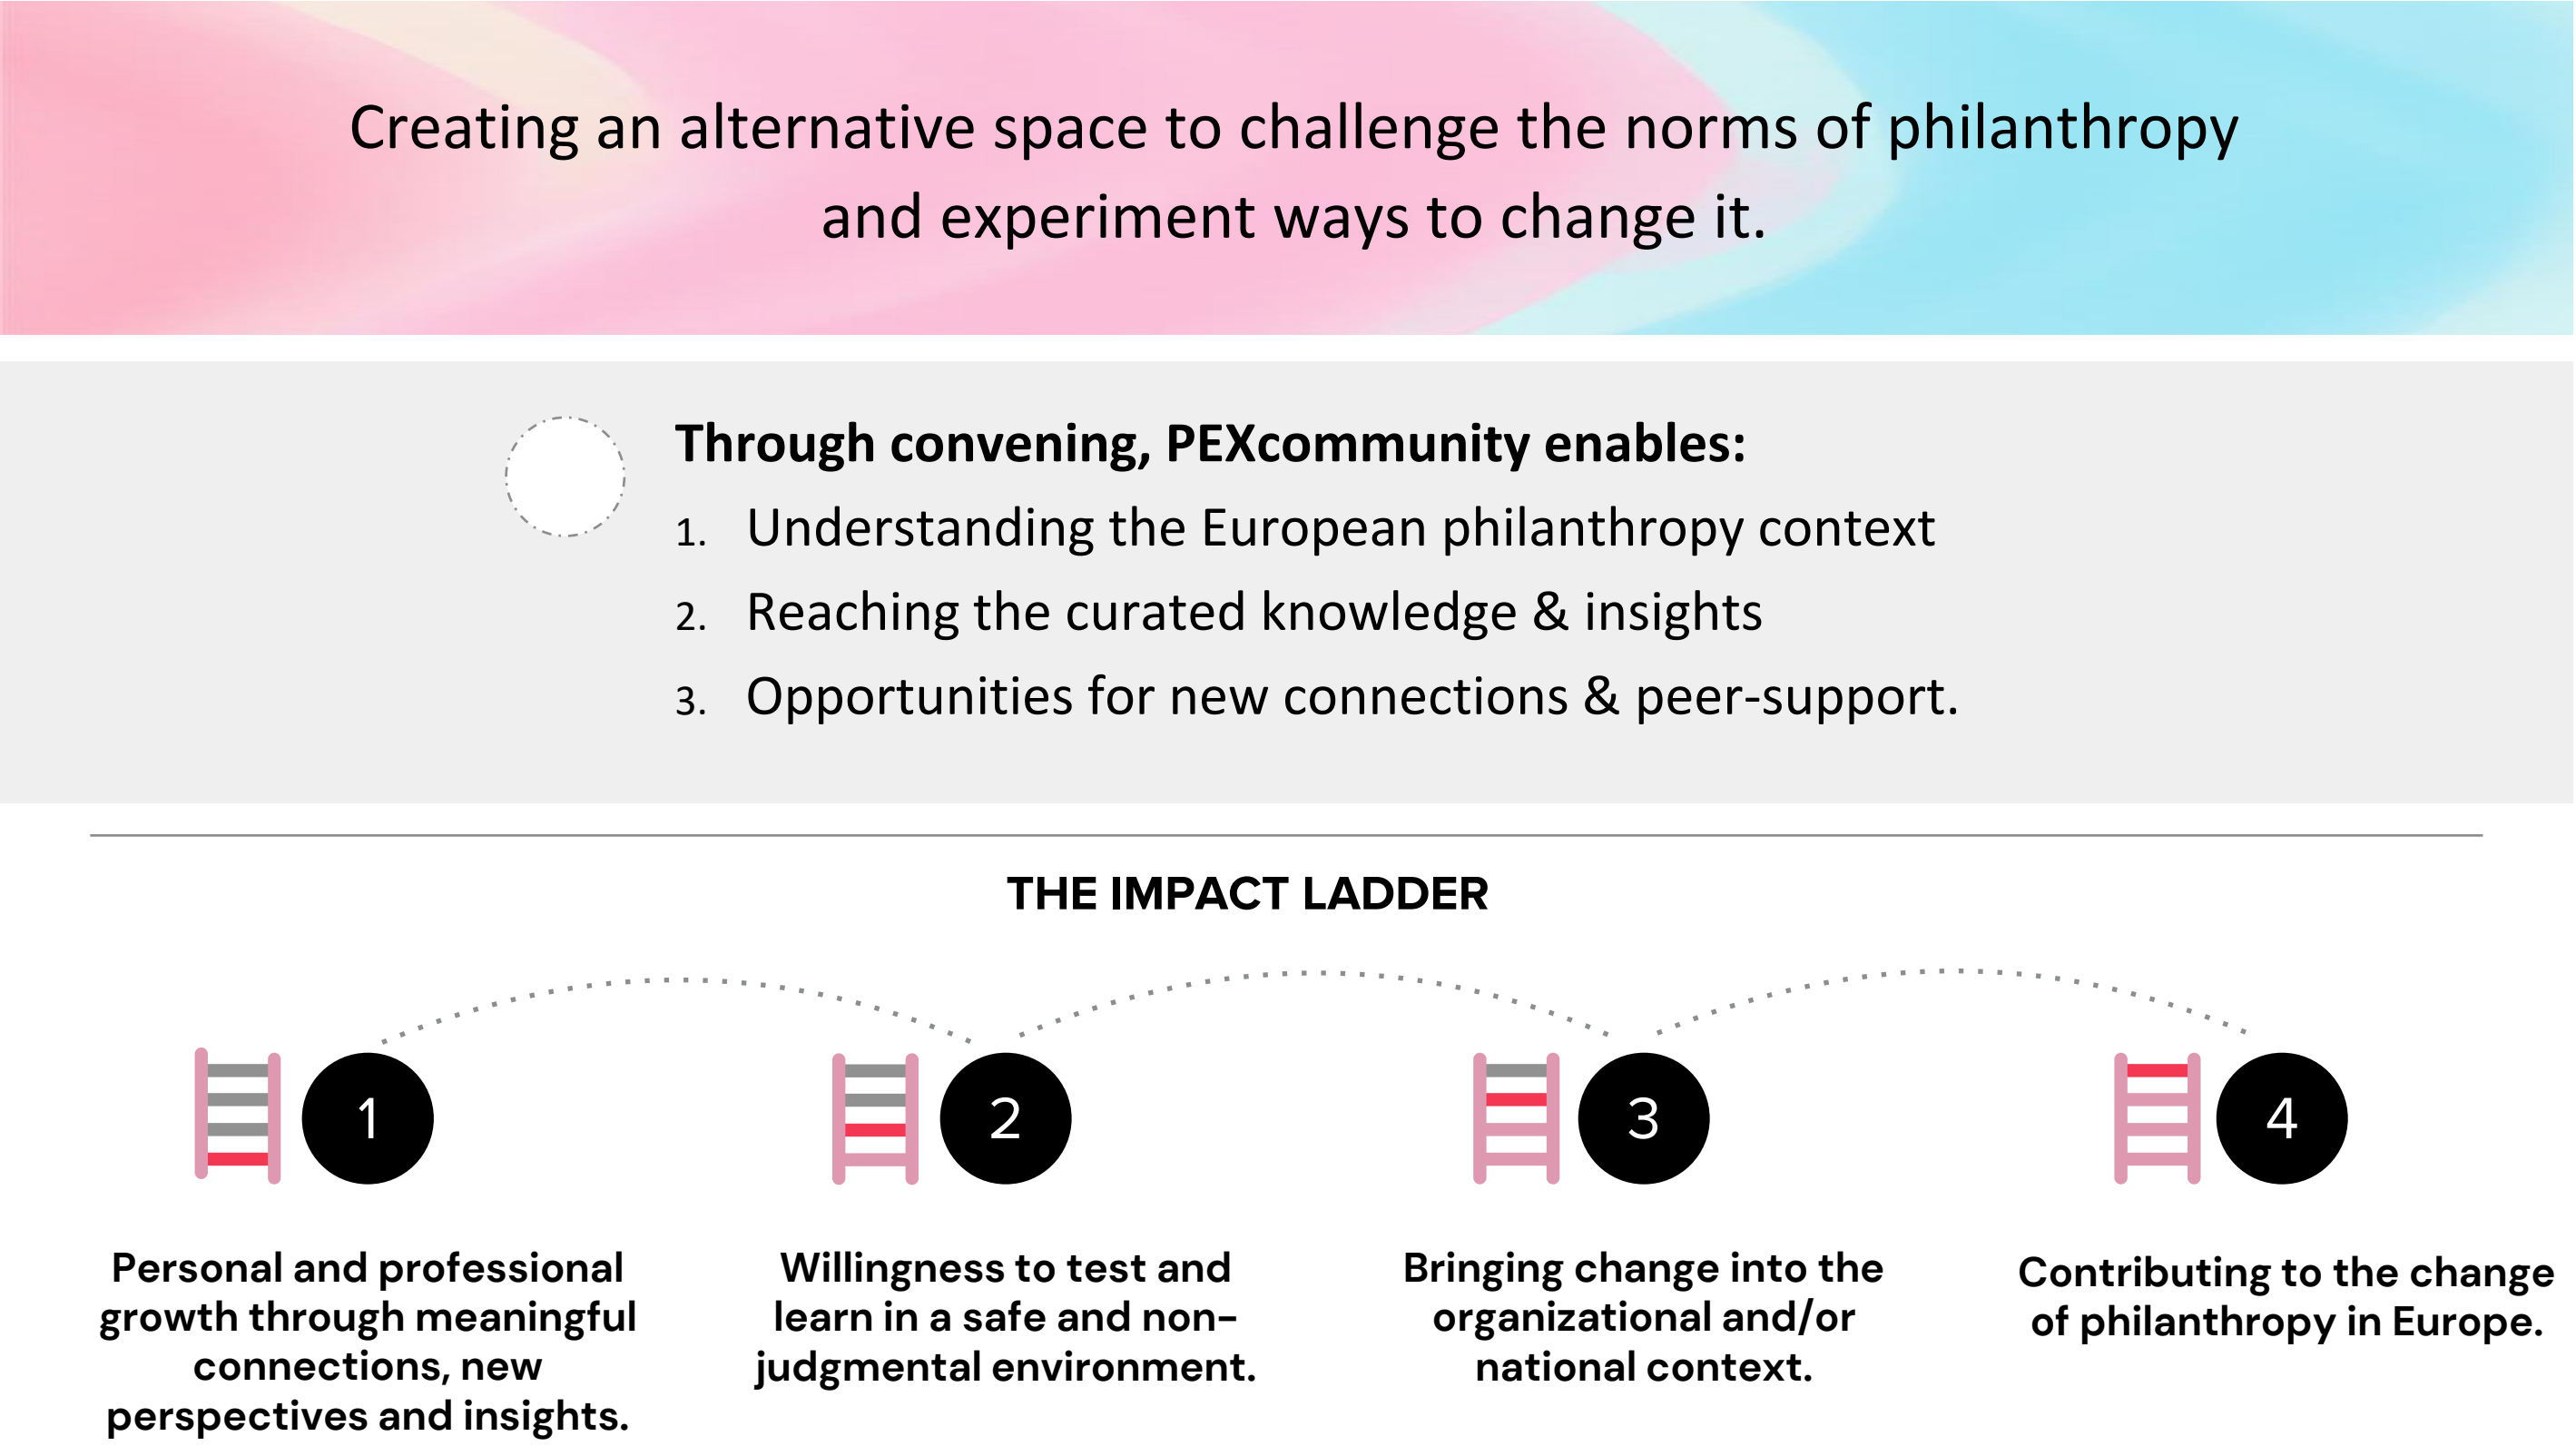 Creating an alternative space to challenge the norms of philanthropy
and experiment ways to change it.
Through convening, PEXcommunity enables:
1. Understanding the European philanthropy context
2. Reaching the curated knowledge & insights
3. Opportunities for new connections & peer-support.
THE IMPACT LADDER
1
Personal and professional
growth through meaningful
connections, new
perspectives and insights.
2
Willingness to test and
learn in a safe and non-
judgmental environment.
3
Bringing change into the
organizational and/or
national context.
4
Contributing to the change
of philanthropy in Europe.